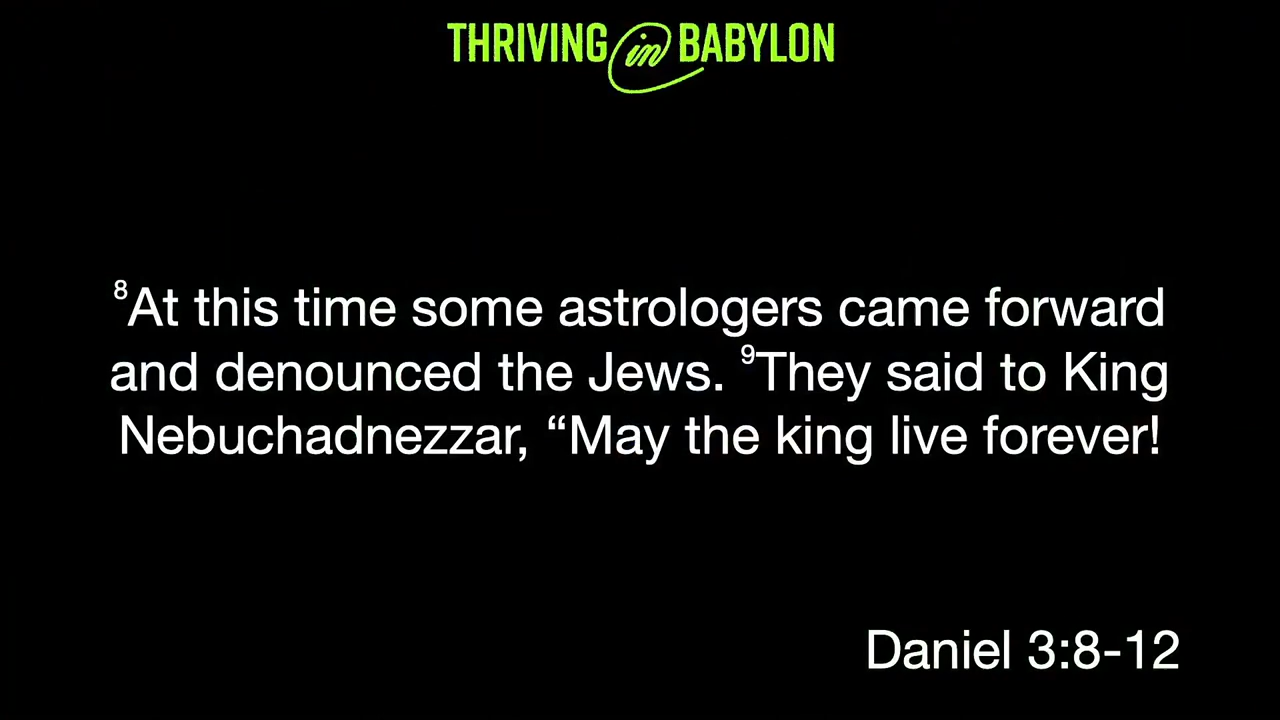 THRIVING in BABYLON
⁸At this time some astrologers came forward
and denounced the Jews. ⁹They said to King
Nebuchadnezzar, “May the king live forever!
Daniel 3:8-12